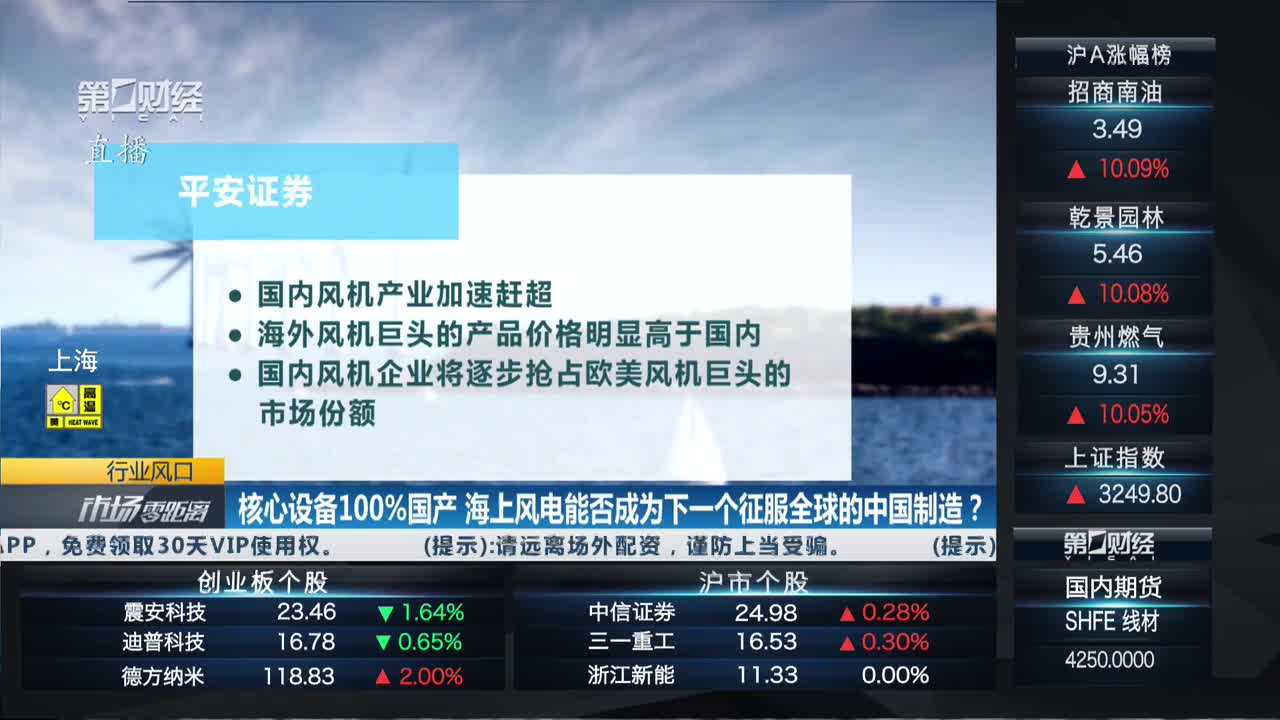 第一财经
YICAI
直播
平安证券
● 国内风机产业加速赶超
● 海外风机巨头的产品价格明显高于国内
● 国内风机企业将逐步抢占欧美风机巨头的
市场份额
上海
℃
高温
黄 HEAT WAVE
行业风口
市场零距离
核心设备100%国产 海上风电能否成为下一个征服全球的中国制造？
APP，免费领取30天VIP使用权。 (提示):请远离场外配资，谨防上当受骗。 (提示)
创业板个股
震安科技 23.46 ▼1.64%
迪普科技 16.78 ▼0.65%
德方纳米 118.83 ▲2.00%
沪市个股
中信证券 24.98 ▲0.28%
三一重工 16.53 ▲0.30%
浙江新能 11.33 0.00%
沪A涨幅榜
招商南油
3.49
▲ 10.09%
乾景园林
5.46
▲ 10.08%
贵州燃气
9.31
▲ 10.05%
上证指数
▲ 3249.80
第一财经
YICAI
国内期货
SHFE 线材
4250.0000